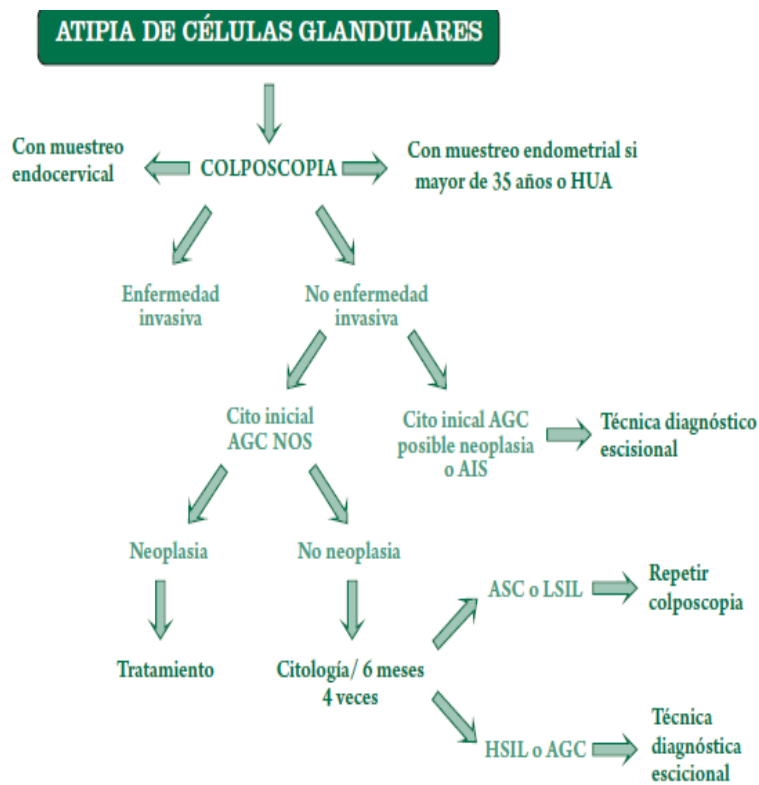 ATIPIA DE CÉLULAS GLANDULARES
Con muestreo
endocervical
COLPOSCOPIA
Con muestreo endometrial si
mayor de 35 años o HUA
Enfermedad
invasiva
No enfermedad
invasiva
Cito inicial
AGC NOS
Cito inical AGC
posible neoplasia
o AIS
Técnica diagnóstico
escisional
Neoplasia
No neoplasia
ASC o LSIL
Repetir
colposcopia
Tratamiento
Citología/ 6 meses
4 veces
HSIL o AGC
Técnica
diagnóstica
escicional